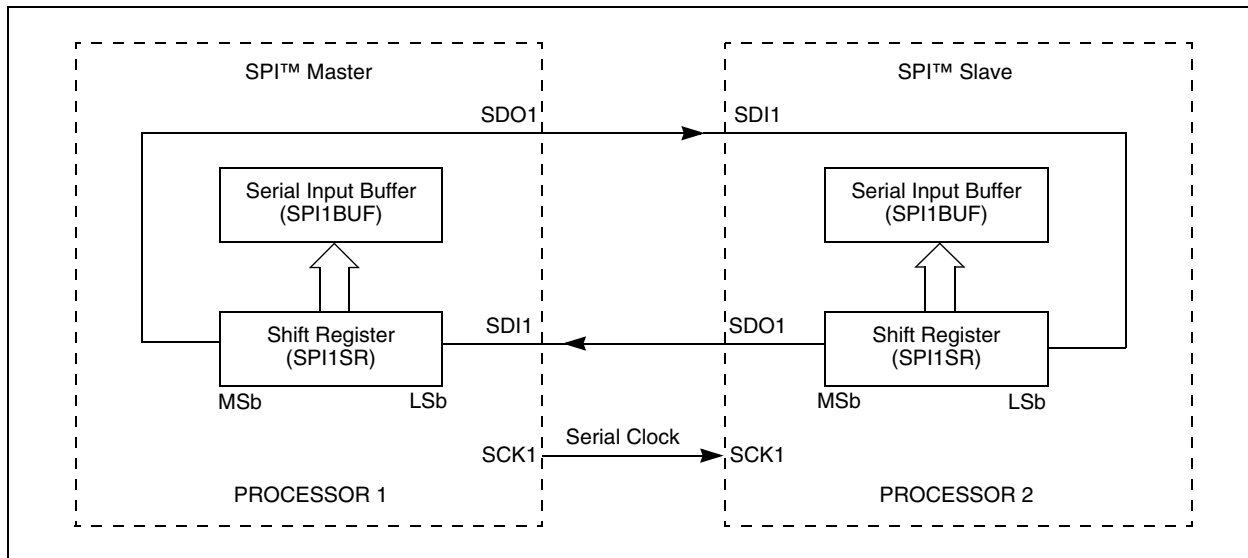 SPI™ Master
SPI™ Slave
SDO1
SDI1
Serial Input Buffer
(SPI1BUF)
Serial Input Buffer
(SPI1BUF)
SDI1
SDO1
Shift Register
(SPI1SR)
Shift Register
(SPI1SR)
MSb
LSb
MSb
LSb
Serial Clock
SCK1
SCK1
PROCESSOR 1
PROCESSOR 2